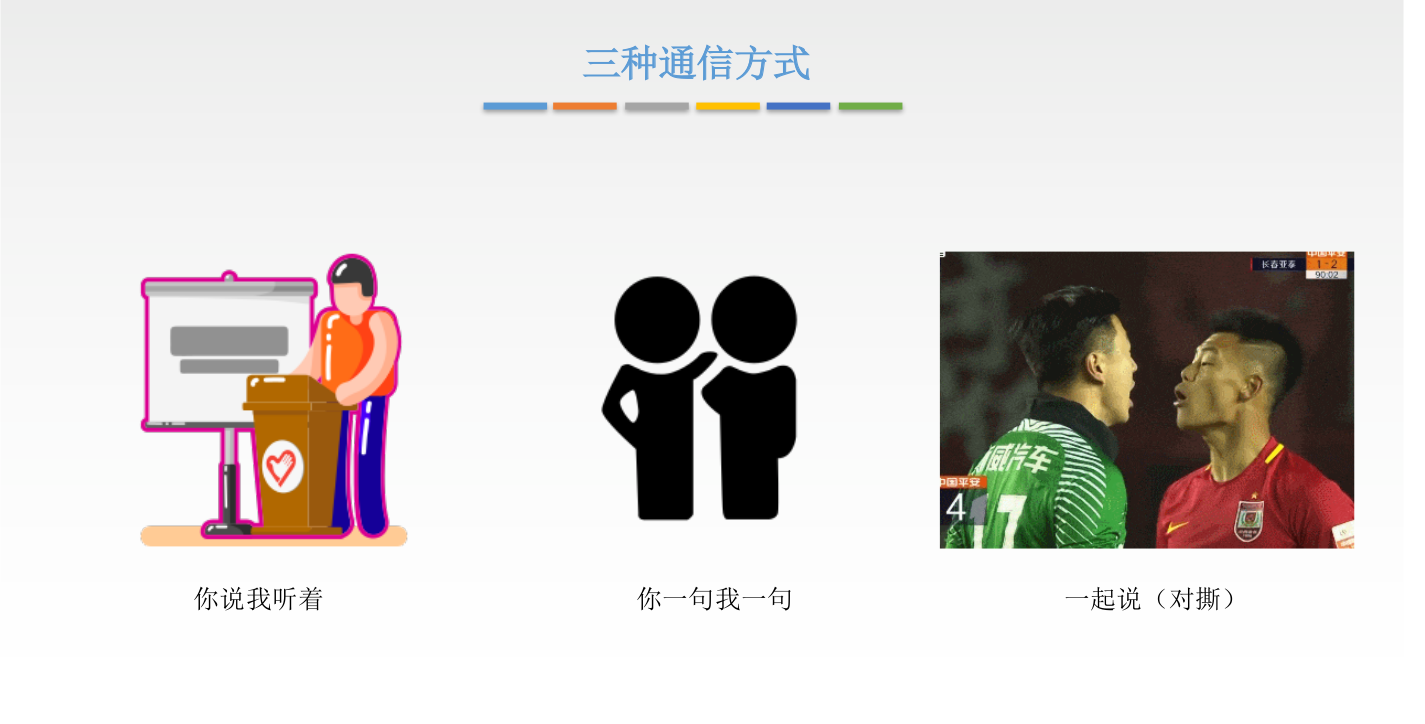 三种通信方式
长春亚泰
1-2
90:02
威汽车
中国平安
4
17
你说我听着
你一句我一句
一起说（对撕）